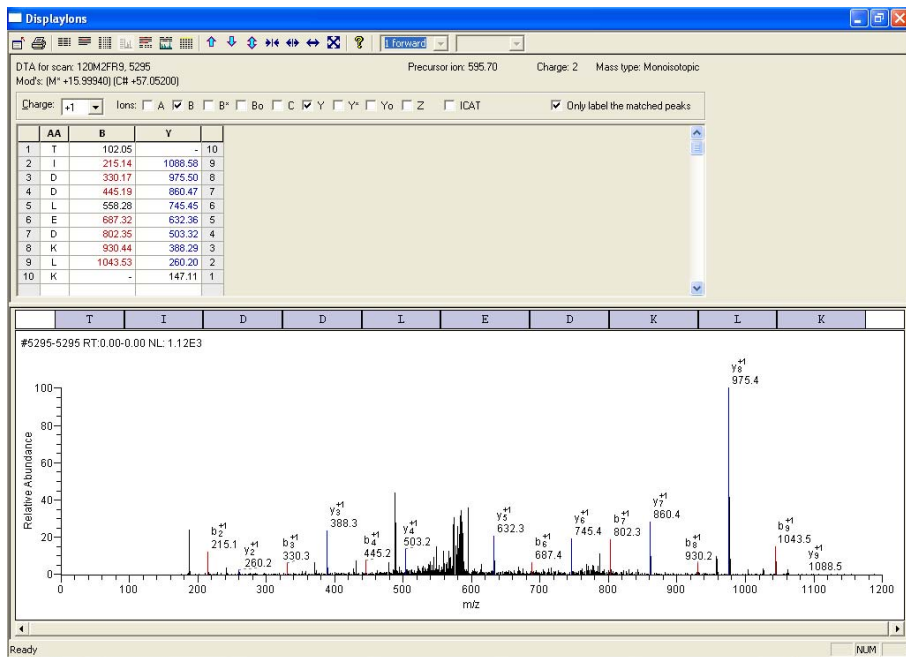 DisplayIons
1 forward
DTA for scan: 120M2FR9, 5295 Precursor ion: 595.70 Charge: 2 Mass type: Monoisotopic
Mod's: (M* +15.99940) (C# +57.05200)
Charge: +1 Ions: A B B* Bo C Y Y* Yo Z ICAT Only label the matched peaks
AA B Y
1 T 102.05 - 10
2 I 215.14 1088.58 9
3 D 330.17 975.50 8
4 D 445.19 860.47 7
5 L 558.28 745.45 6
6 E 687.32 632.36 5
7 D 802.35 503.32 4
8 K 930.44 388.29 3
9 L 1043.53 260.20 2
10 K - 147.11 1
T I D D L E D K L K
#5295-5295 RT:0.00-0.00 NL: 1.12E3
y8+1
975.4
b2+1
215.1
y2+1
260.2
b3+1
330.3
y3+1
388.3
b4+1
445.2
y4+1
503.2
y5+1
632.3
b6+1
687.4
y6+1
745.4
b7+1
802.3
y7+1
860.4
b8+1
930.2
b9+1
1043.5
y9+1
1088.5
Relative Abundance
100
80
60
40
20
0
0 100 200 300 400 500 600 700 800 900 1000 1100 1200
m/z
Ready NUM